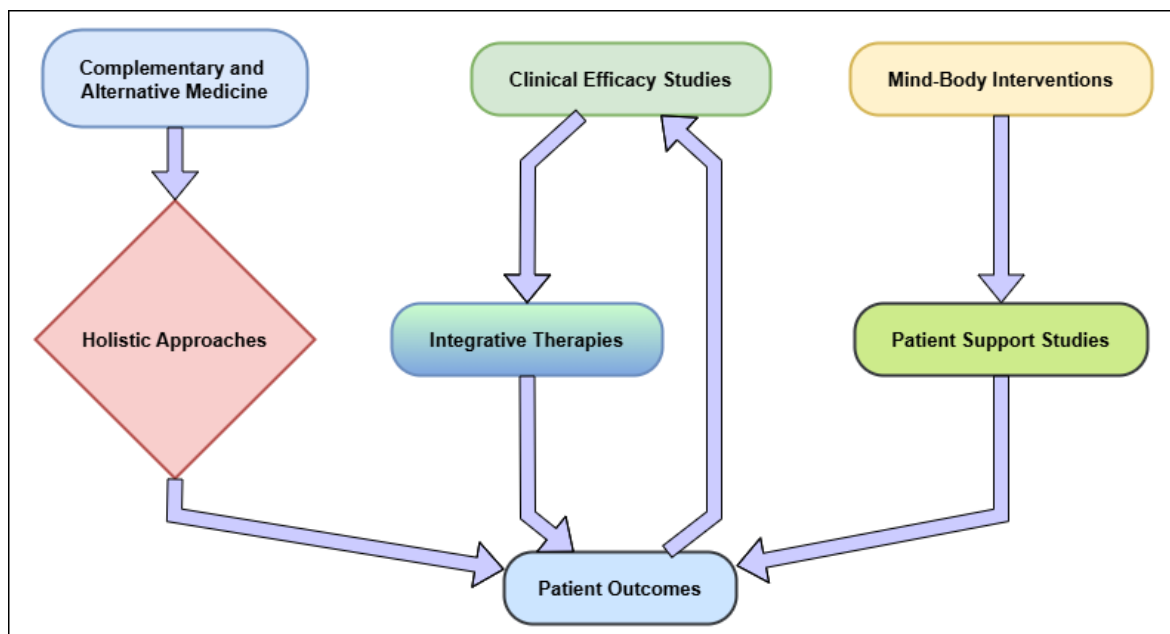 Complementary and
Alternative Medicine
Clinical Efficacy Studies
Mind-Body Interventions
Holistic Approaches
Integrative Therapies
Patient Support Studies
Patient Outcomes